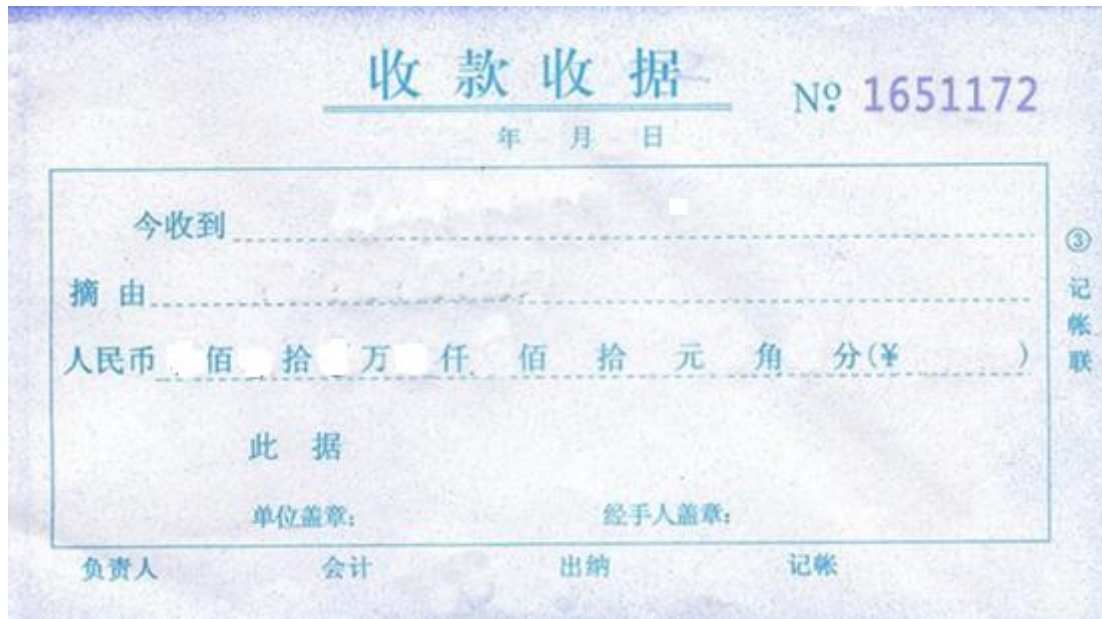 收款收据
№ 1651172
年 月 日
今收到
摘由
人民币 佰 拾 万 仟 佰 拾 元 角 分(¥ )
此据
单位盖章: 经手人盖章:
负责人 会计 出纳 记帐
③记帐联